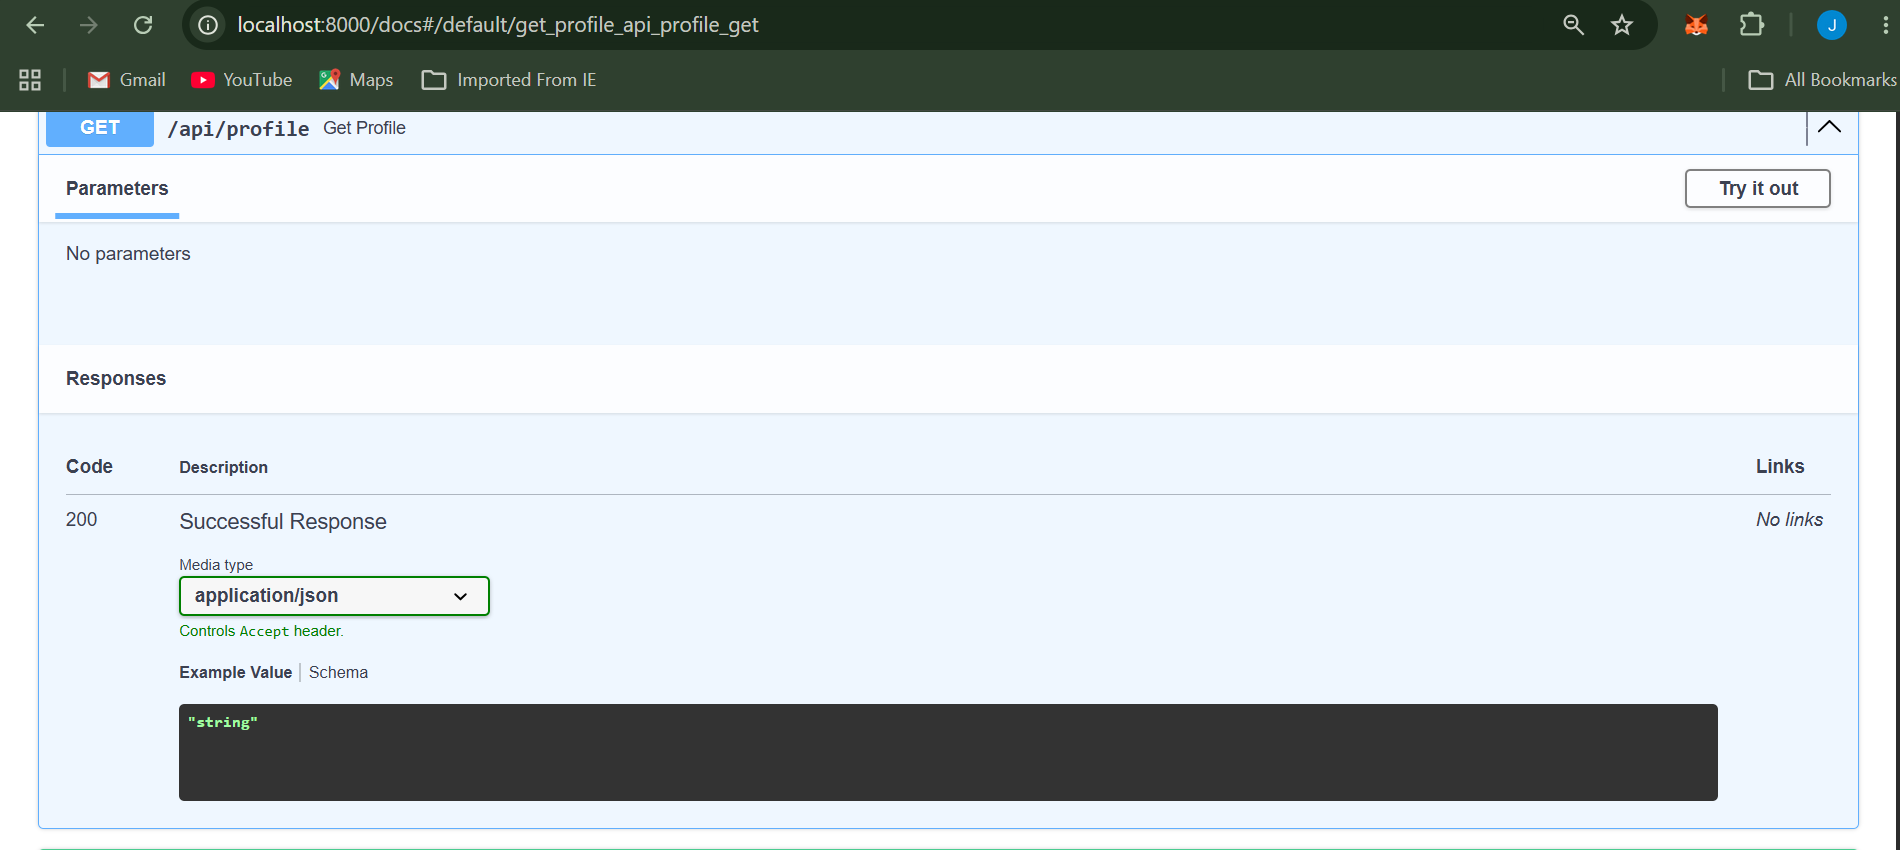 localhost:8000/docs#/default/get_profile_api_profile_get
J
Gmail YouTube Maps Imported From IE All Bookmarks
GET /api/profile Get Profile
Parameters Try it out
No parameters
Responses
Code Description Links
200 Successful Response No links
Media type
application/json
Controls Accept header.
Example Value Schema
"string"